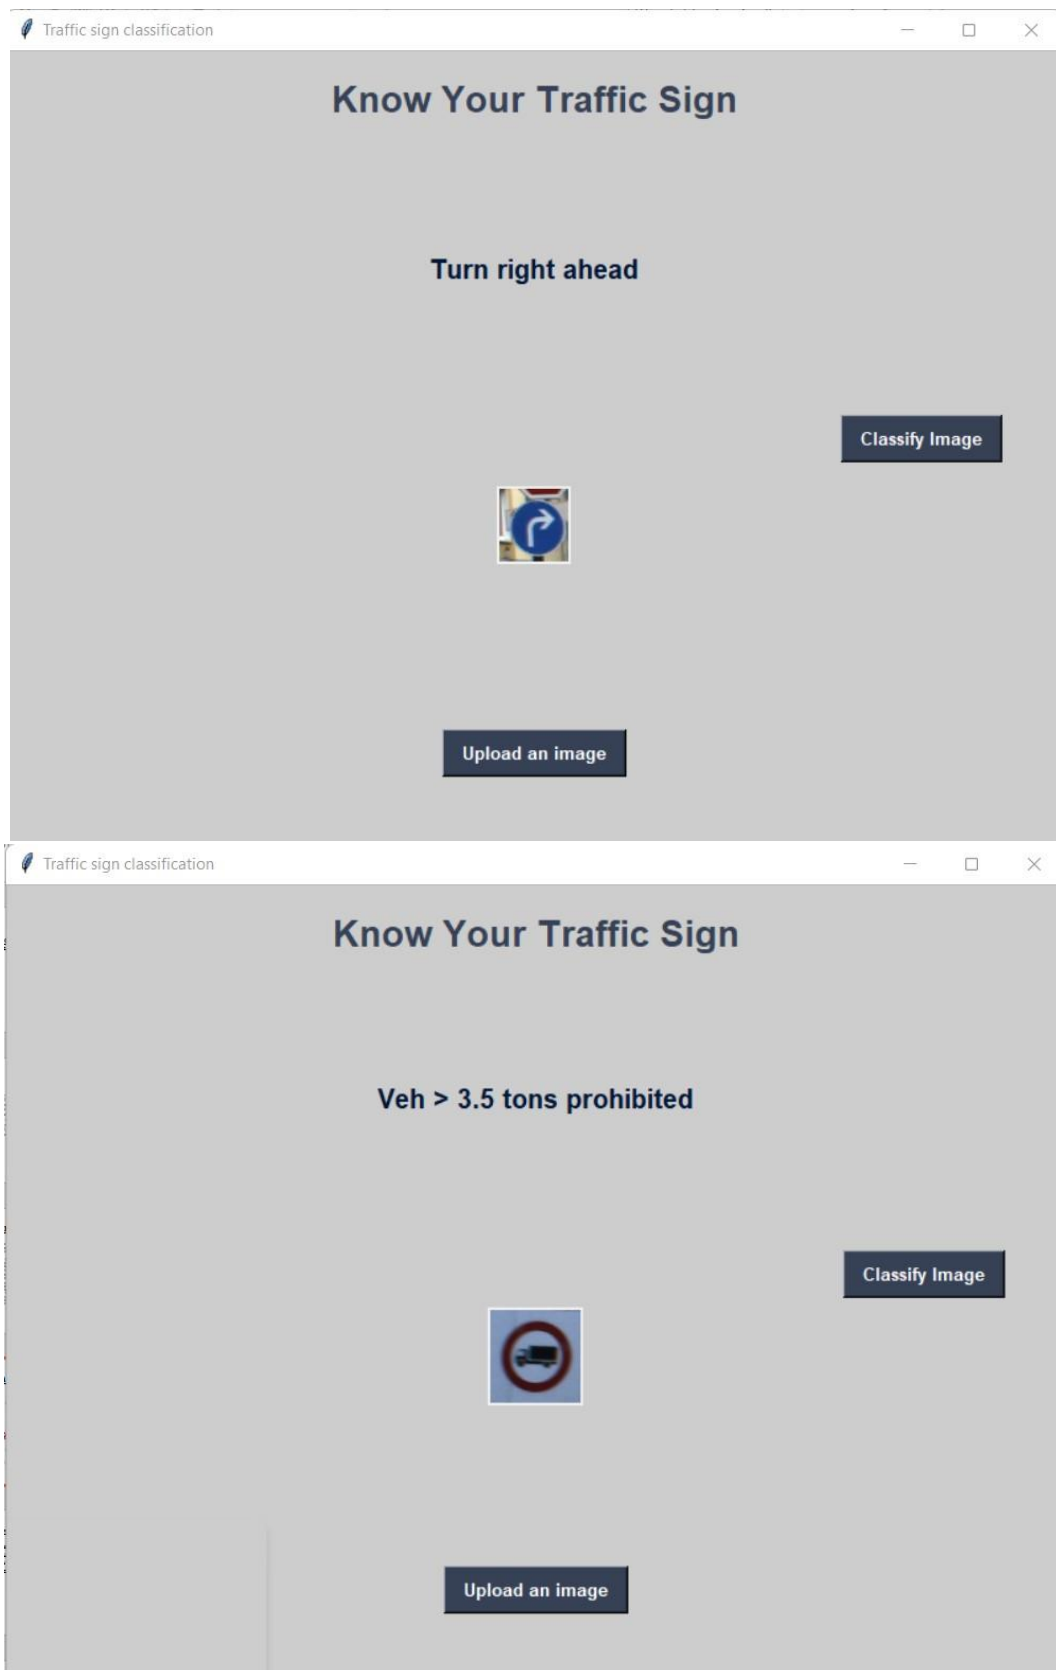 Traffic sign classification
Know Your Traffic Sign
Turn right ahead
Classify Image
Upload an image
Traffic sign classification
Know Your Traffic Sign
Veh > 3.5 tons prohibited
Classify Image
Upload an image